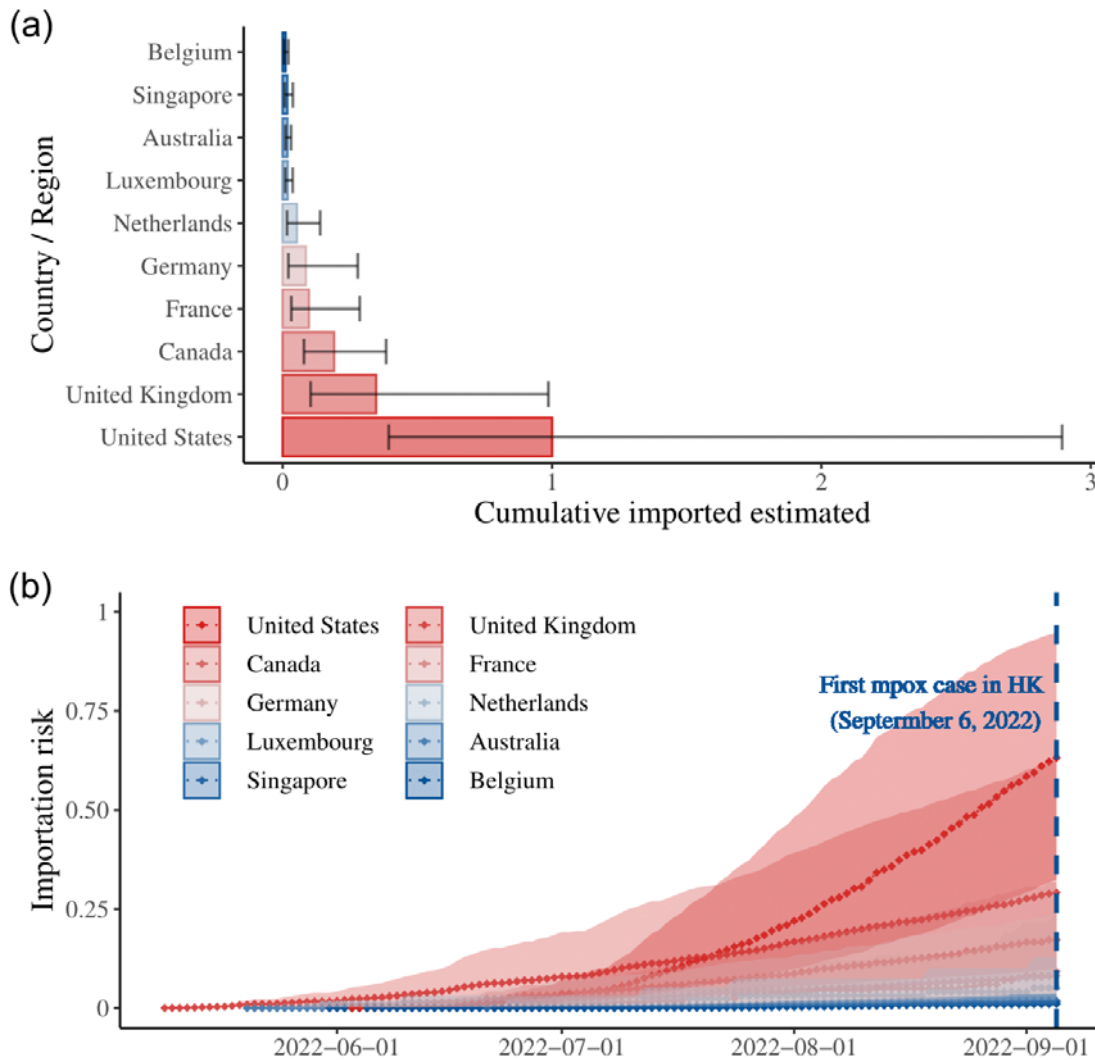 (a)
Country / Region
Belgium
Singapore
Australia
Luxembourg
Netherlands
Germany
France
Canada
United Kingdom
United States
0 1 2 3
Cumulative imported estimated
(b)
Importation risk
1
0.75
0.50
0.25
0
United States United Kingdom
Canada France
Germany Netherlands
Luxembourg Australia
Singapore Belgium
First mpox case in HK
(Septermber 6, 2022)
2022−06−01 2022−07−01 2022−08−01 2022−09−01